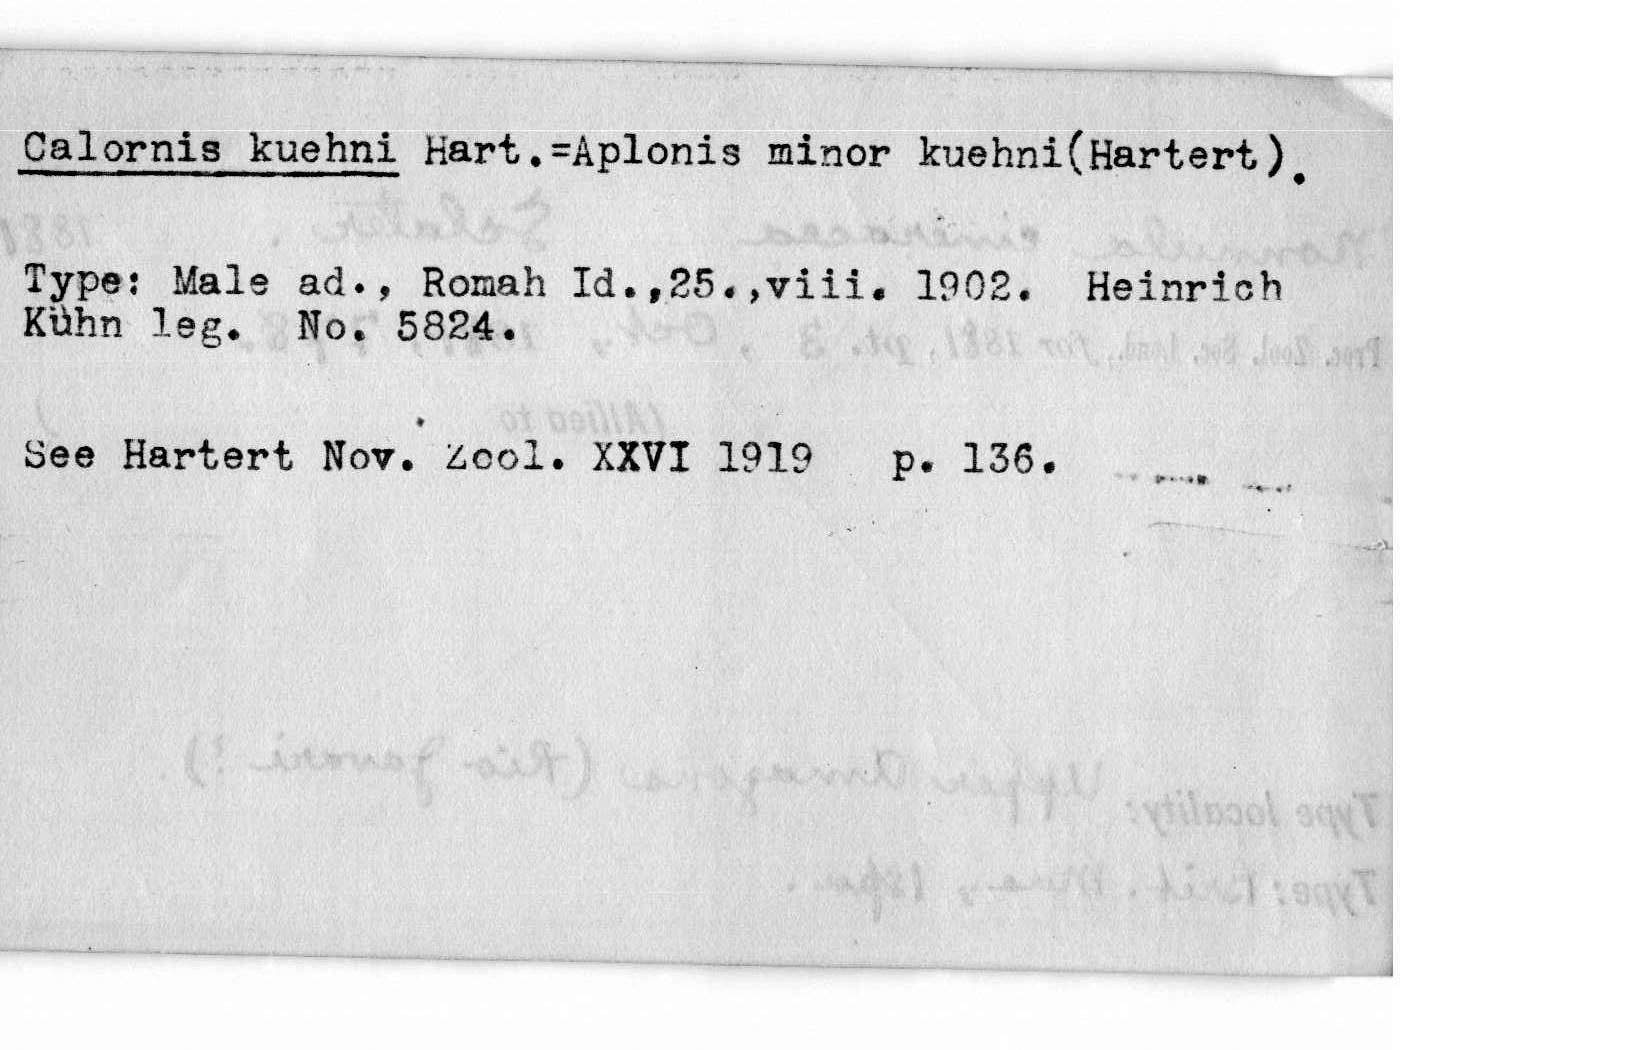 Calornis kuehni Hart.=Aplonis minor kuehni(Hartert).
Type: Male ad., Romah Id.,25.,viii. 1902. Heinrich
Kühn leg. No. 5824.
See Hartert Nov. Zool. XXVI 1919 p. 136.